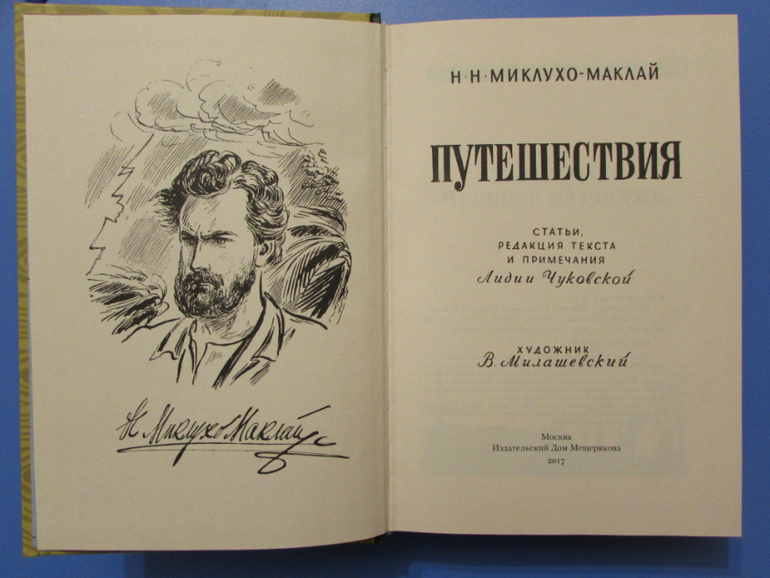 Н. Миклухо-Маклай
Н·Н·МИКЛУХО-МАКЛАЙ
ПУТЕШЕСТВИЯ
СТАТЬИ,
РЕДАКЦИЯ ТЕКСТА
И ПРИМЕЧАНИЯ
Лидии Чуковской
ХУДОЖНИК
В. Милашевский
Москва
Издательский Дом Мещерякова
2017